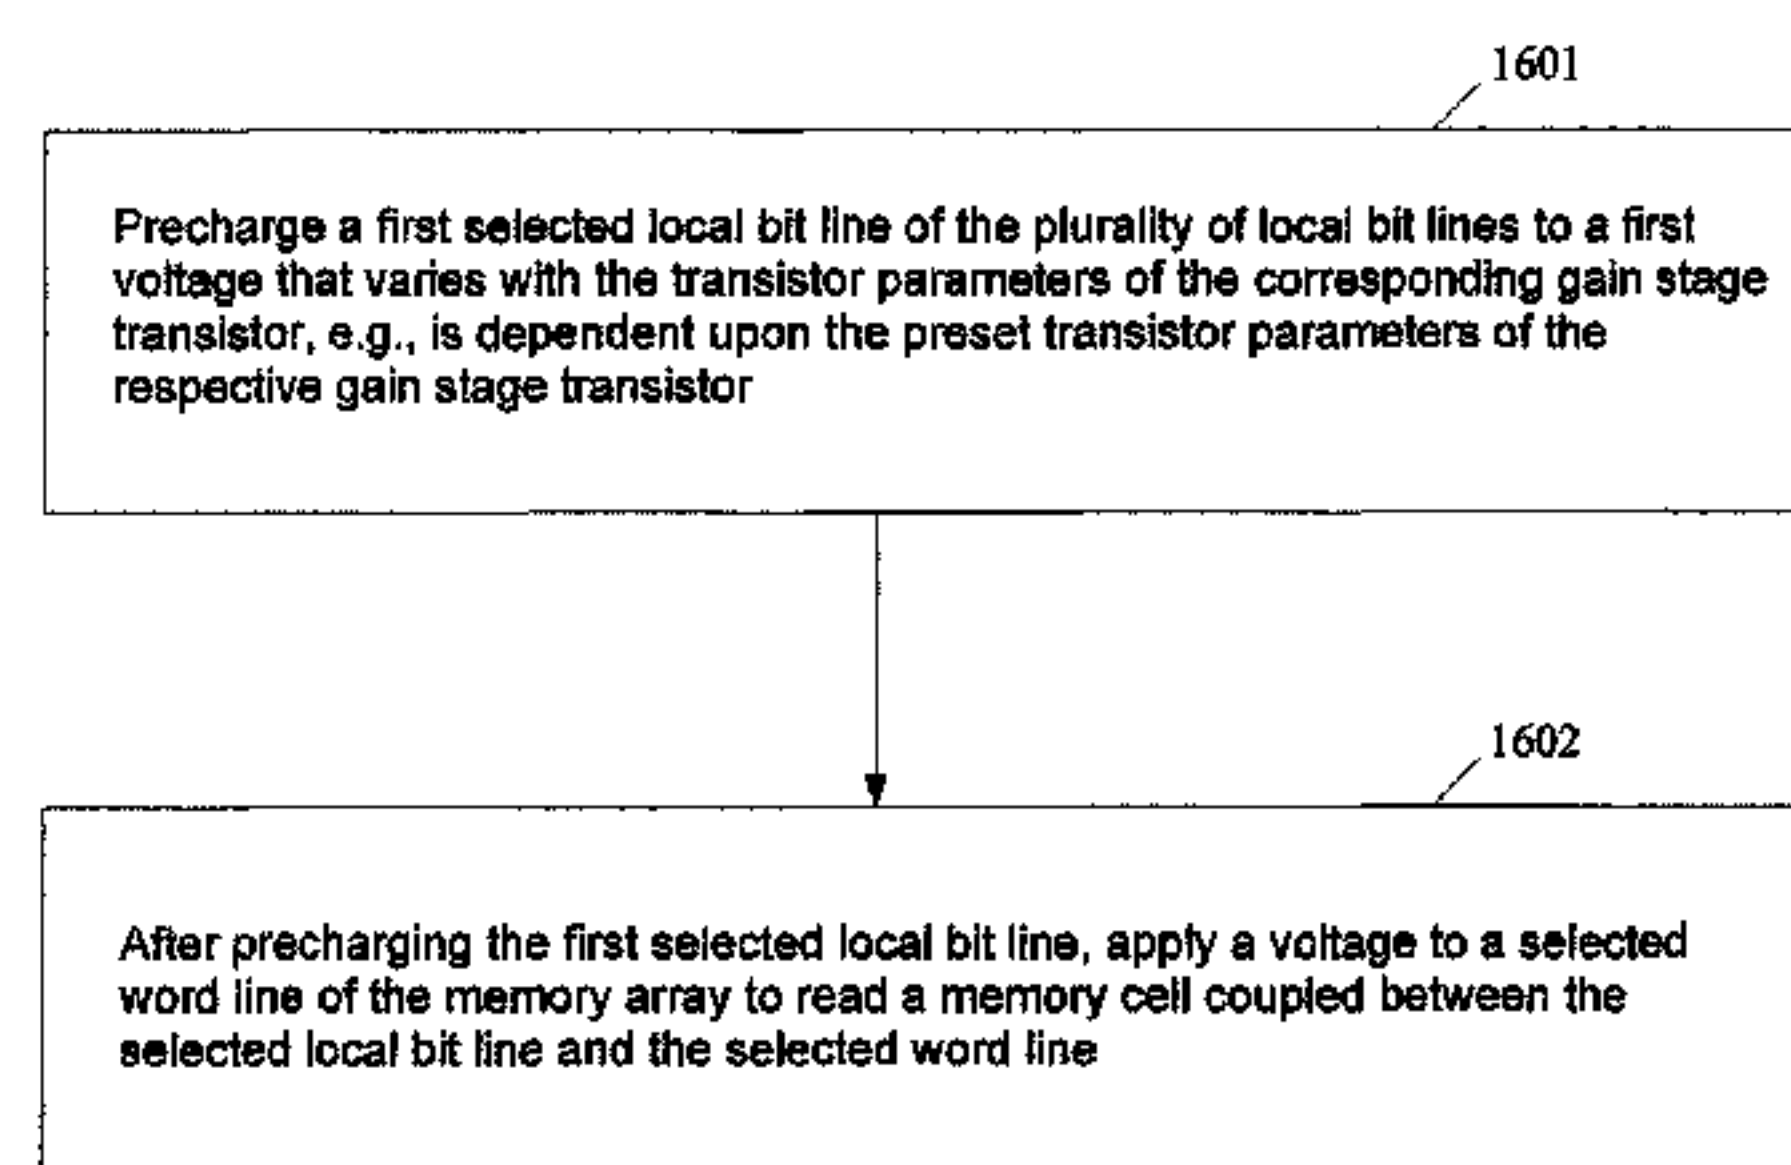 1601
Precharge a first selected local bit line of the plurality of local bit lines to a first
voltage that varies with the transistor parameters of the corresponding gain stage
transistor, e.g., is dependent upon the preset transistor parameters of the
respective gain stage transistor
1602
After precharging the first selected local bit line, apply a voltage to a selected
word line of the memory array to read a memory cell coupled between the
selected local bit line and the selected word line